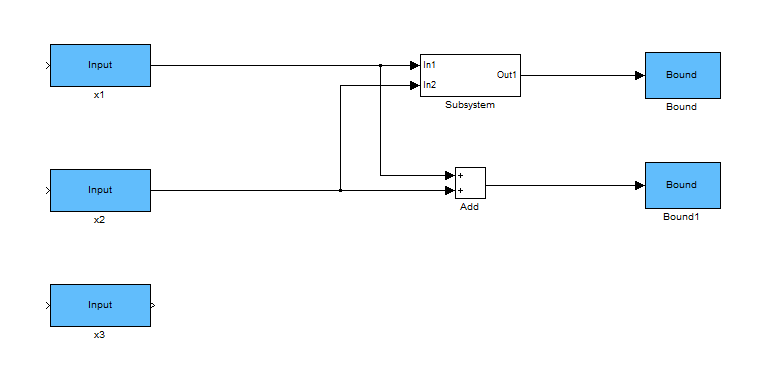 Input
x1
In1
In2
Out1
Subsystem
Bound
Bound
Input
x2
+
+
Add
Bound
Bound1
Input
x3